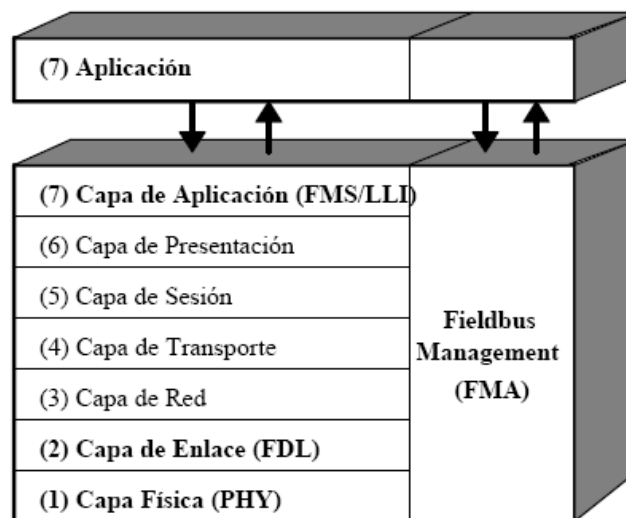 (7) Aplicación
(7) Capa de Aplicación (FMS/LLI)
(6) Capa de Presentación
(5) Capa de Sesión
(4) Capa de Transporte
(3) Capa de Red
(2) Capa de Enlace (FDL)
(1) Capa Física (PHY)
Fieldbus
Management
(FMA)